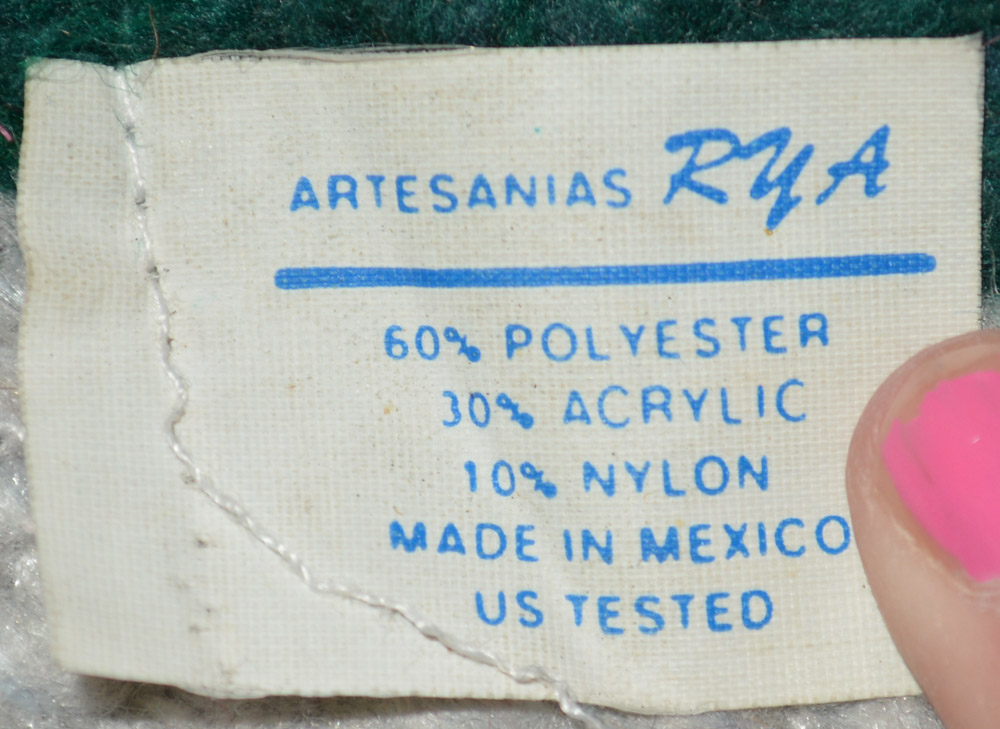 ARTESANIAS RYA
60% POLYESTER
30% ACRYLIC
10% NYLON
MADE IN MEXICO
US TESTED